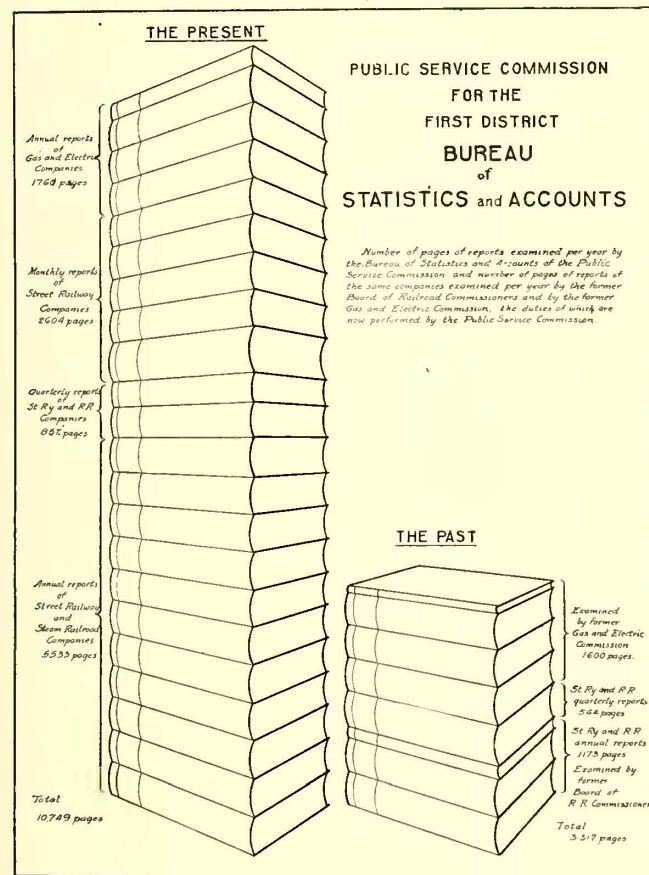 THE PRESENT
PUBLIC SERVICE COMMISSION
FOR THE
FIRST DISTRICT
BUREAU
of
STATISTICS and ACCOUNTS
Number of pages of reports examined per year by
the Bureau of Statistics and Accounts of the Public
Service Commission and number of pages of reports of
the same companies examined per year by the former
Board of Railroad Commissioners and by the former
Gas and Electric Commission, the duties of which are
now performed by the Public Service Commission.
Annual reports
of
Gas and Electric
Companies
1760 pages
Monthly reports
of
Street Railway
Companies
2604 pages
Quarterly reports
of
St Ry and RR
Companies
852 pages
Annual reports
of
Street Railway
and
Steam Railroad
Companies
5533 pages
Total
10,749 pages
THE PAST
Examined
by former
Gas and Electric
Commission
1600 pages.
St Ry and RR
quarterly reports
544 pages
St Ry and RR
annual reports
1173 pages
Examined by
former
Board of
RR Commissioners
Total
3317 pages